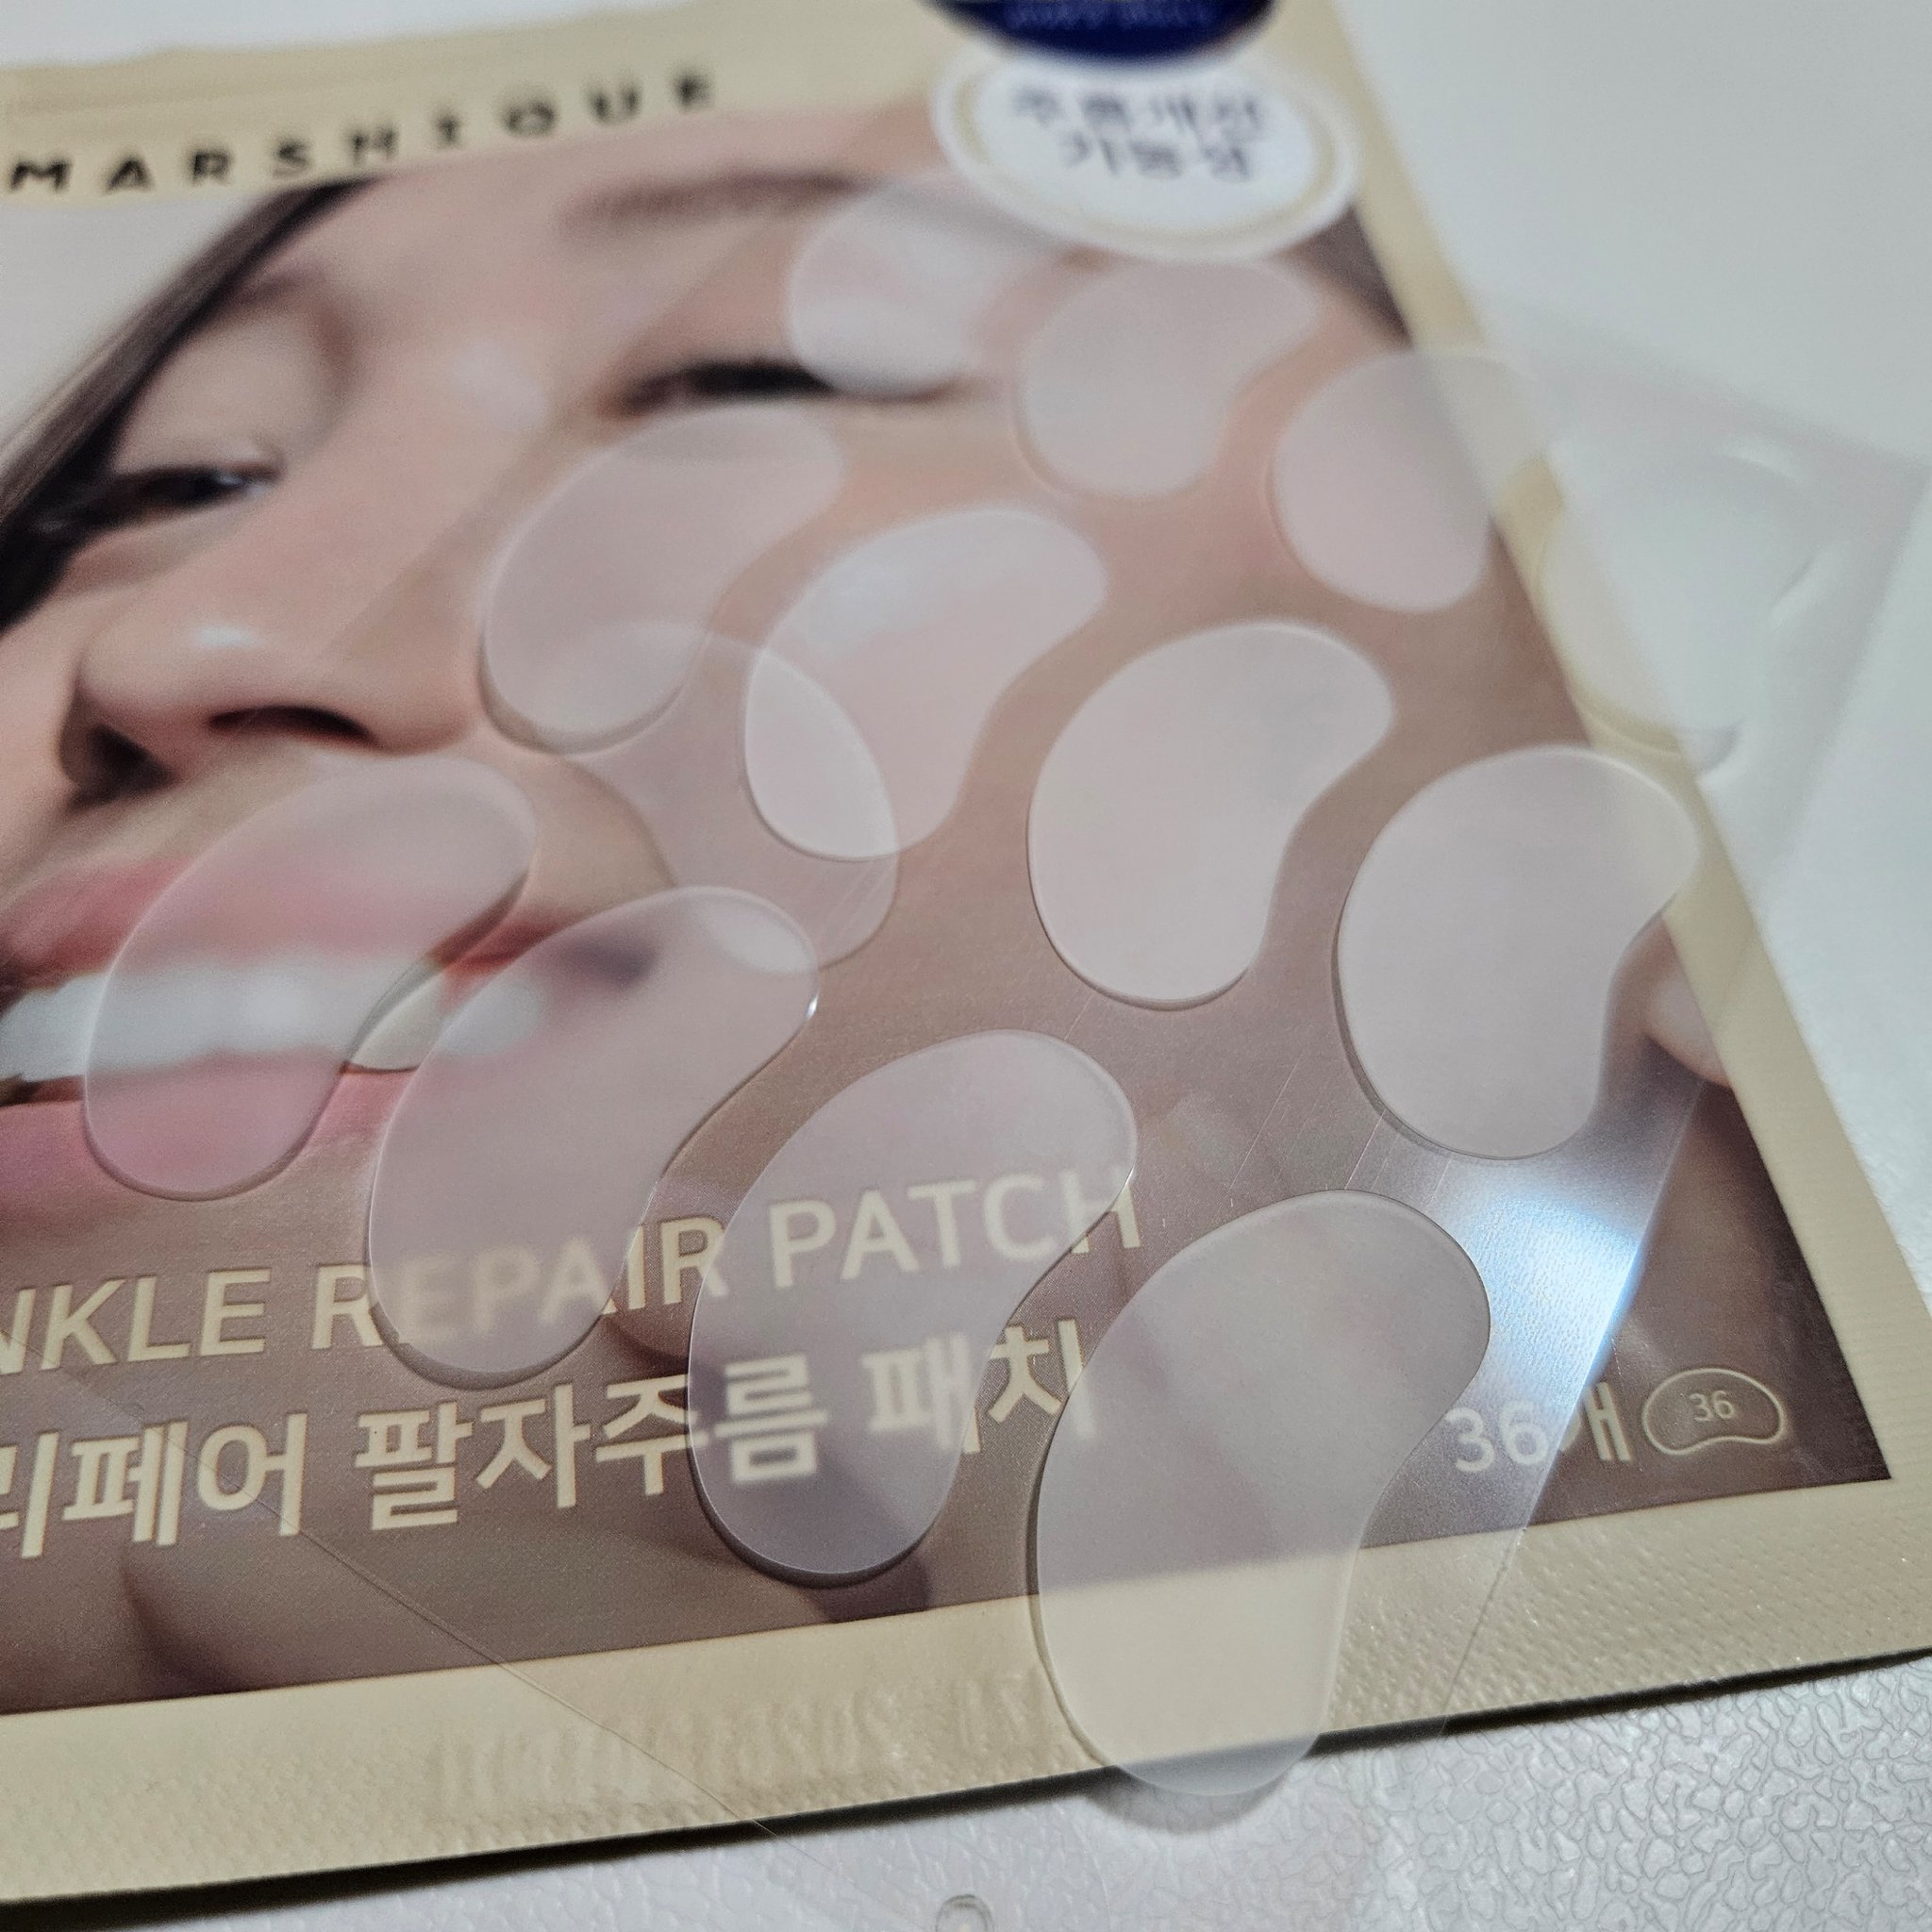 MARSHIQUE
주름개선
기능성
NKLE REPAIR PATCH
리페어 팔자주름 패치
36개
36